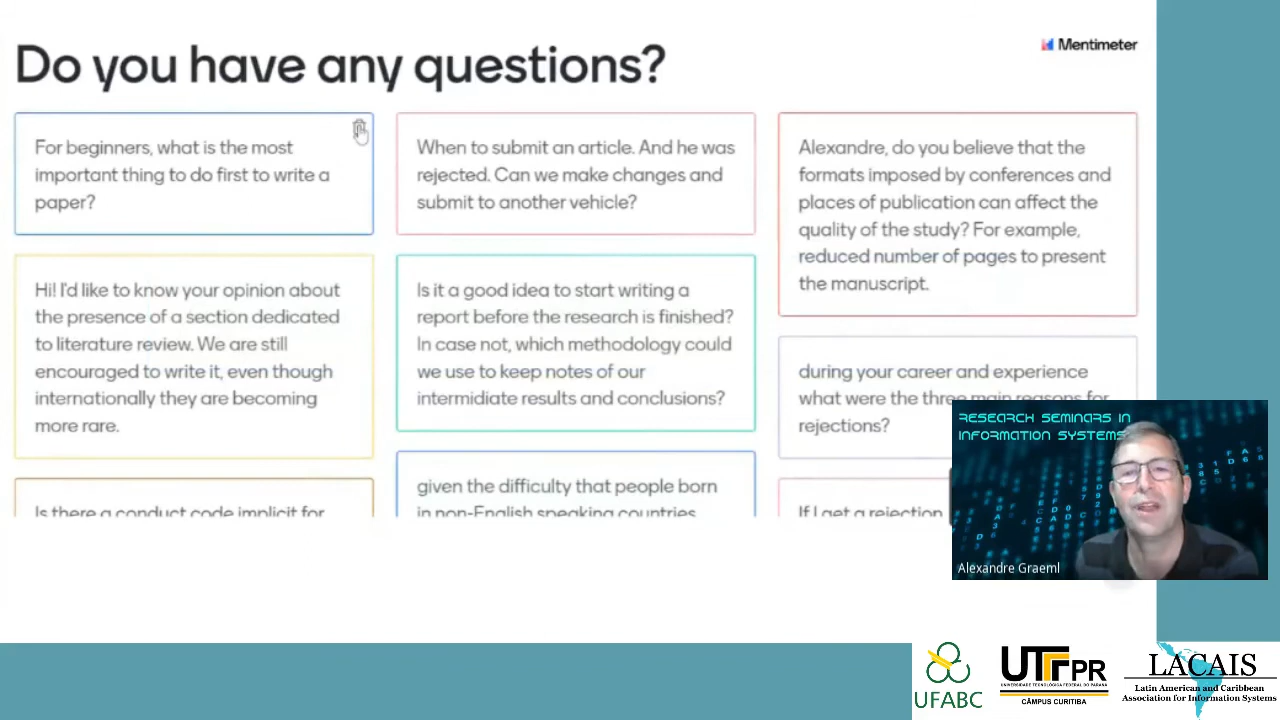 Do you have any questions?
Mentimeter
For beginners, what is the most
important thing to do first to write a
paper?
When to submit an article. And he was
rejected. Can we make changes and
submit to another vehicle?
Alexandre, do you believe that the
formats imposed by conferences and
places of publication can affect the
quality of the study? For example,
reduced number of pages to present
the manuscript.
Hi! I'd like to know your opinion about
the presence of a section dedicated
to literature review. We are still
encouraged to write it, even though
internationally they are becoming
more rare.
Is it a good idea to start writing a
report before the research is finished?
In case not, which methodology could
we use to keep notes of our
intermidiate results and conclusions?
during your career and experience
what were the three main reasons for
rejections?
Is there a conduct code implicit for
given the difficulty that people born
in non-English speaking countries
If I get a rejection
RESEARCH SEMINARS IN
INFORMATION SYSTEMS
Alexandre Graeml
UFABC
UTFPR
UNIVERSIDADE TECNOLÓGICA FEDERAL DO PARANÁ
CÂMPUS CURITIBA
LACAIS
Latin American and Caribbean
Association for Information Systems